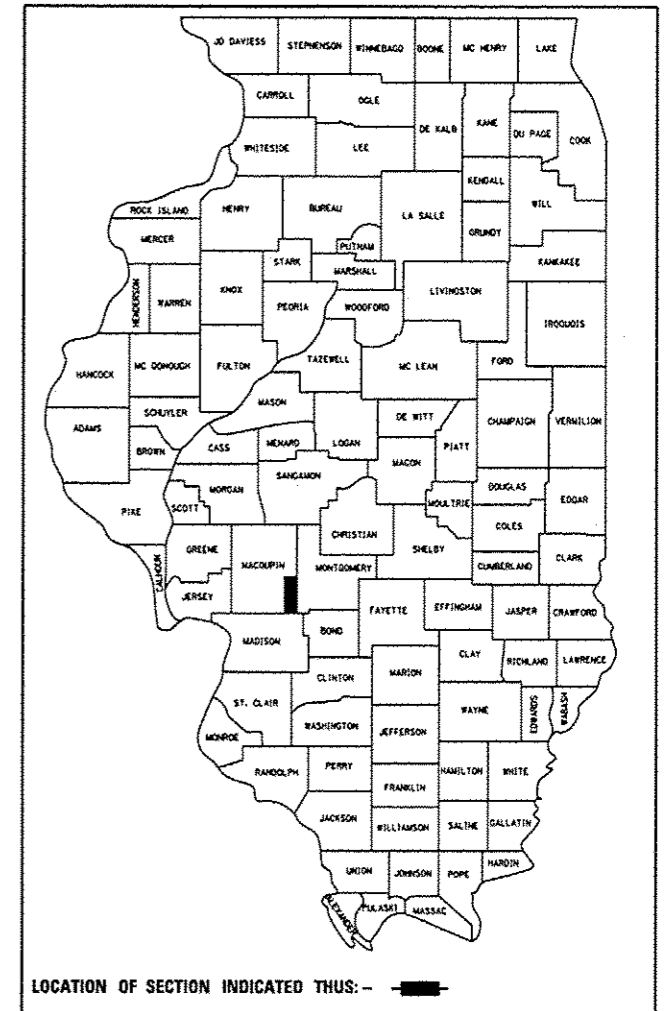 JO DAVIESS STEPHENSON WINNEBAGO BOONE MC HENRY LAKE
CARROLL OGLE DE KALB KANE DU PAGE COOK
WHITESIDE LEE KENDALL WILL
ROCK ISLAND HENRY BUREAU LA SALLE GRUNDY
MERCER PUTNAM KANKAKEE
HENDERSON WARREN KNOX STARK MARSHALL LIVINGSTON IROQUOIS
PEORIA WOODFORD
HANCOCK MC DONOUGH FULTON TAZEWELL MC LEAN FORD
ADAMS SCHUYLER MASON DE WITT CHAMPAIGN VERMILION
BROWN CASS MENARD LOGAN PIATT
PIKE SCOTT MORGAN SANGAMON MACON MOULTRIE DOUGLAS EDGAR
CHRISTIAN COLES
CALHOUN GREENE MACOUPIN MONTGOMERY SHELBY CUMBERLAND CLARK
JERSEY FAYETTE EFFINGHAM JASPER CRAWFORD
MADISON BOND CLAY RICHLAND LAWRENCE
CLINTON MARION
ST. CLAIR WASHINGTON WAYNE EDWARDS WABASH
MONROE JEFFERSON
RANDOLPH PERRY FRANKLIN HAMILTON WHITE
JACKSON WILLIAMSON SALINE GALLATIN
UNION JOHNSON POPE HARDIN
ALEXANDER PULASKI MASSAC
LOCATION OF SECTION INDICATED THUS: -